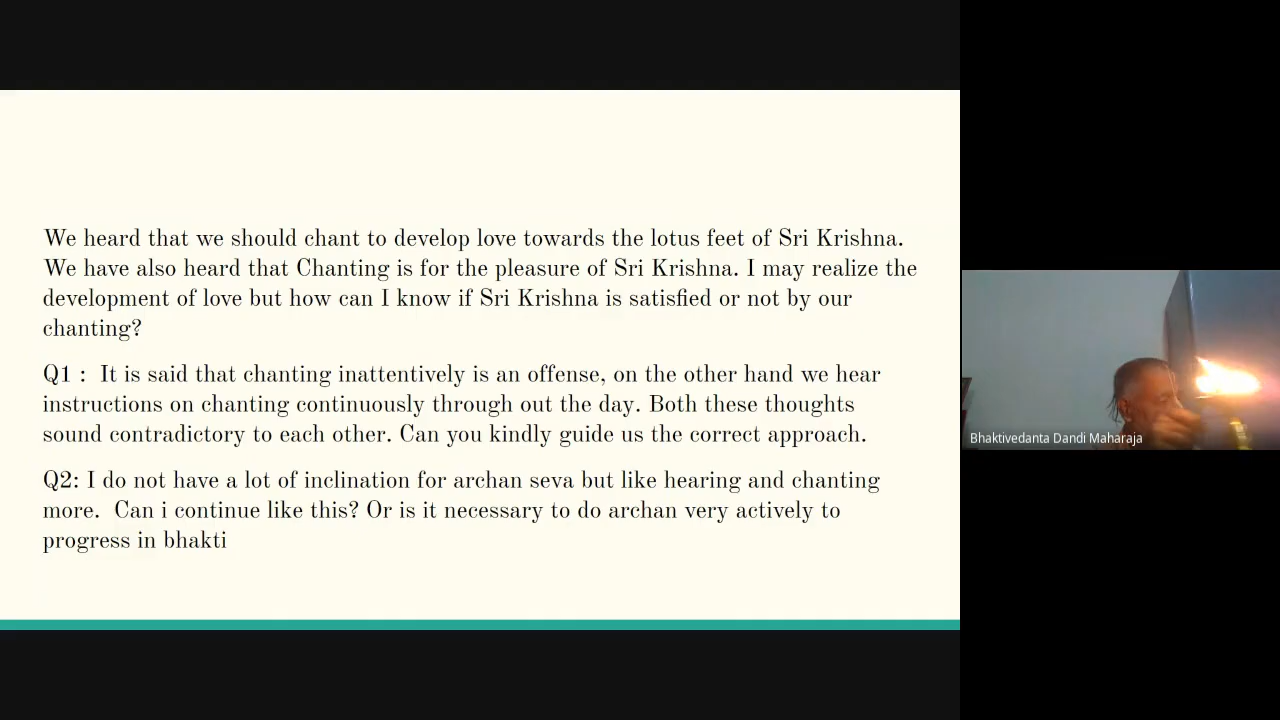 We heard that we should chant to develop love towards the lotus feet of Sri Krishna.
We have also heard that Chanting is for the pleasure of Sri Krishna. I may realize the
development of love but how can I know if Sri Krishna is satisfied or not by our
chanting?
Q1 :  It is said that chanting inattentively is an offense, on the other hand we hear
instructions on chanting continuously through out the day. Both these thoughts
sound contradictory to each other. Can you kindly guide us the correct approach.
Q2: I do not have a lot of inclination for archan seva but like hearing and chanting
more.  Can i continue like this? Or is it necessary to do archan very actively to
progress in bhakti
Bhaktivedanta Dandi Maharaja